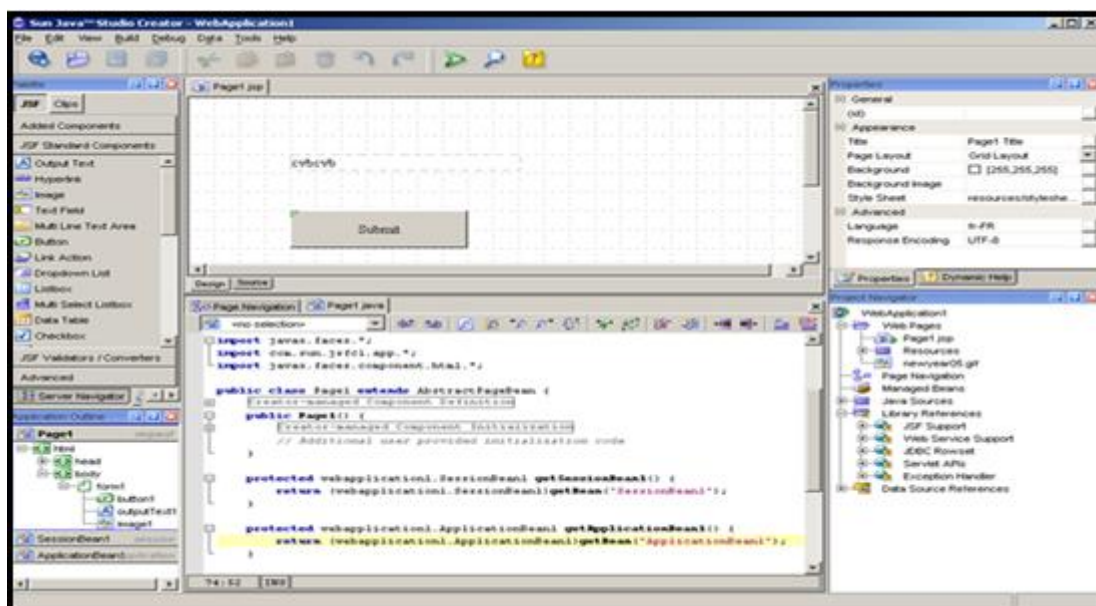 Sun Java™ Studio Creator - WebApplication1
File Edit View Build Debug Data Tools Help
JSF Clips
Added Components
JSF Standard Components
Output Text
Hyperlink
Image
Text Field
Multi Line Text Area
Button
Link Action
Dropdown List
Listbox
Multi Select Listbox
Data Table
Checkbox
JSF Validators / Converters
Advanced
Server Navigator
Application Outline
Page1
html
head
body
form1
button1
outputText1
image1
SessionBean1 session
ApplicationBean1
Page1.jsp
cvbcvb
Submit
Design Source
Page Navigation Page1.java
<no selection>
import javax.faces.*;
import com.sun.jsfcl.app.*;
import javax.faces.component.html.*;
public class Page1 extends AbstractPageBean {
Creator-managed Component Definition
public Page1() {
Creator-managed Component Initialization
// Additional user provided initialization code
}
protected webapplication1.SessionBean1 getSessionBean1() {
return (webapplication1.SessionBean1)getBean("SessionBean1");
}
protected webapplication1.ApplicationBean1 getApplicationBean1() {
return (webapplication1.ApplicationBean1)getBean("ApplicationBean1");
}
74:52 INS
Properties
General
(id)
Appearance
Title Page1 Title
Page Layout Grid Layout
Background [255,255,255]
Background Image
Style Sheet resources/styleshe...
Advanced
Language fr-FR
Response Encoding UTF-8
Properties Dynamic Help
Project Navigator
WebApplication1
Web Pages
Page1.jsp
Resources
newyear05.gif
Page Navigation
Managed Beans
Java Sources
Library References
JSF Support
Web Service Support
JDBC Rowset
Servlet APIs
Exception Handler
Data Source References